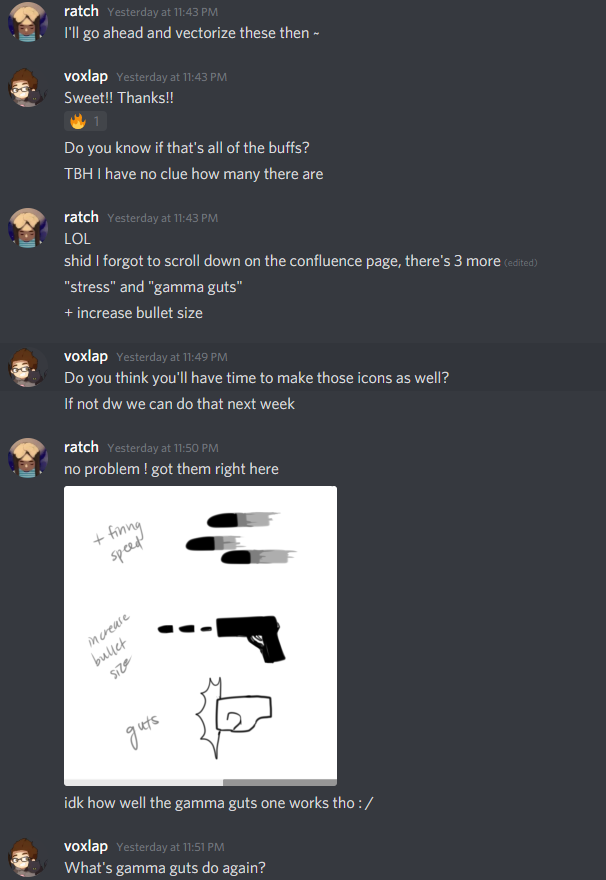 ratch Yesterday at 11:43 PM
I'll go ahead and vectorize these then ~
voxlap Yesterday at 11:43 PM
Sweet!! Thanks!!
🔥 1
Do you know if that's all of the buffs?
TBH I have no clue how many there are
ratch Yesterday at 11:43 PM
LOL
shid I forgot to scroll down on the confluence page, there's 3 more (edited)
"stress" and "gamma guts"
+ increase bullet size
voxlap Yesterday at 11:49 PM
Do you think you'll have time to make those icons as well?
If not dw we can do that next week
ratch Yesterday at 11:50 PM
no problem ! got them right here
+ firing
speed
increase
bullet
size
guts
idk how well the gamma guts one works tho : /
voxlap Yesterday at 11:51 PM
What's gamma guts do again?